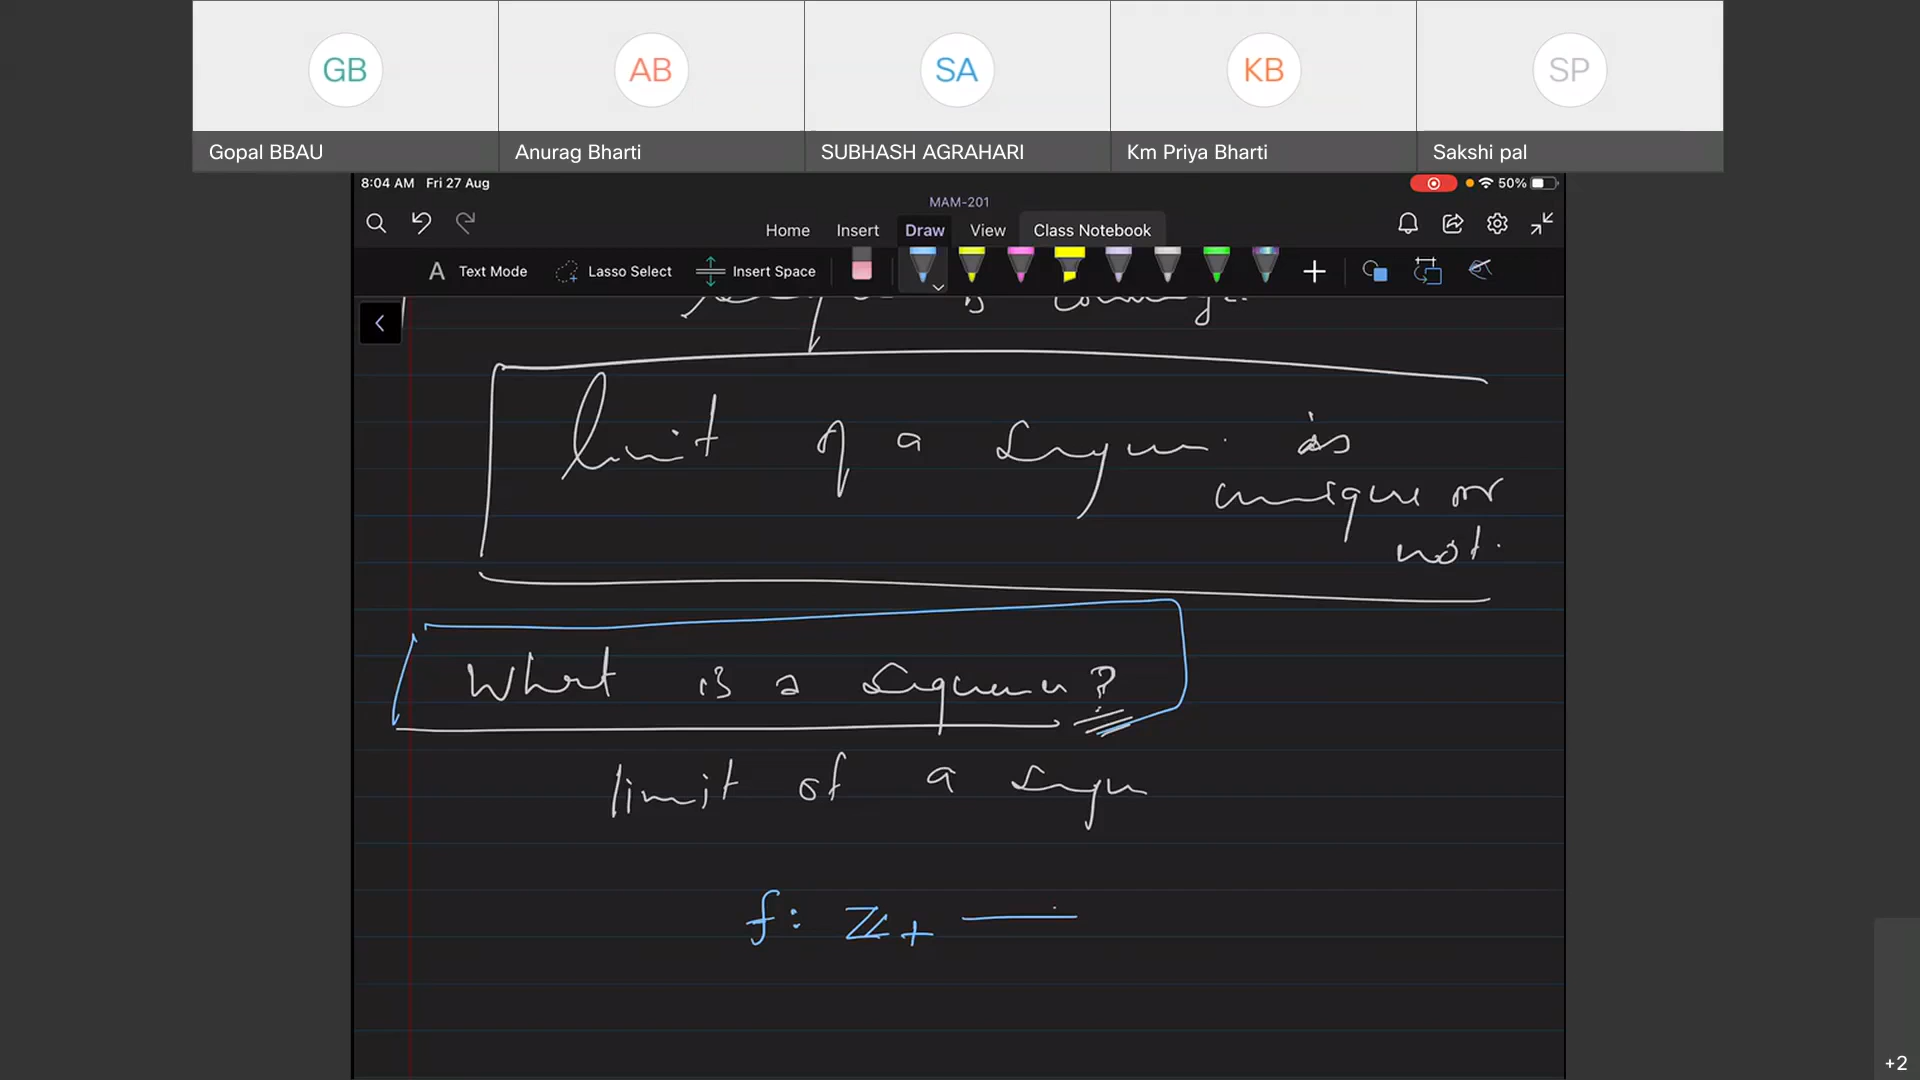 GB AB SA KB SP
Gopal BBAU Anurag Bharti SUBHASH AGRAHARI Km Priya Bharti Sakshi pal
8:04 AM Fri 27 Aug 50%
MAM-201
Home Insert Draw View Class Notebook
A Text Mode Lasso Select Insert Space
is
limit of a is
unique or
not.
What is a Sequence?
limit of a
f: ℤ+
+2